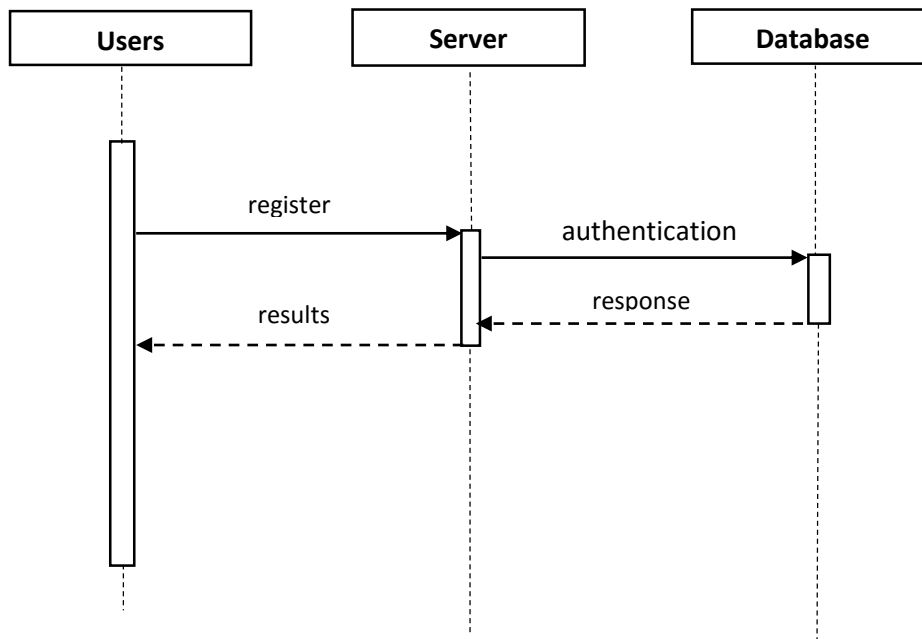 Users
Server
Database
register
authentication
response
results